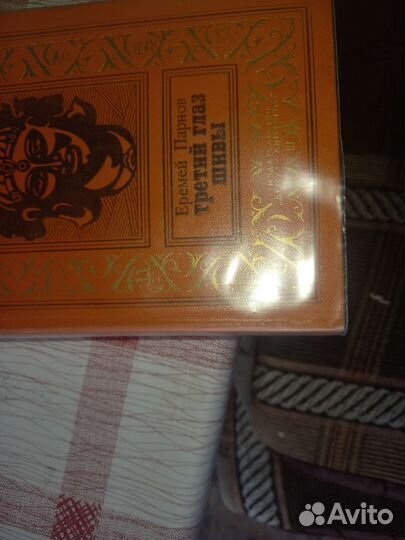 Еремей Парнов
третий глаз
шивы
Avito